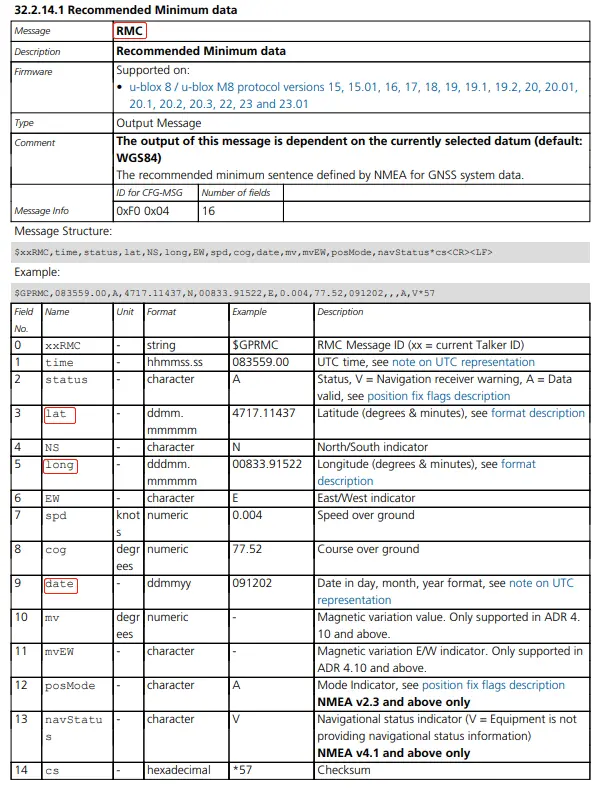 32.2.14.1 Recommended Minimum data
Message RMC
Description Recommended Minimum data
Firmware Supported on:
• u-blox 8 / u-blox M8 protocol versions 15, 15.01, 16, 17, 18, 19, 19.1, 19.2, 20, 20.01,
20.1, 20.2, 20.3, 22, 23 and 23.01
Type Output Message
Comment The output of this message is dependent on the currently selected datum (default:
WGS84)
The recommended minimum sentence defined by NMEA for GNSS system data.
ID for CFG-MSG Number of fields
Message Info 0xF0 0x04 16
Message Structure:
$xxRMC,time,status,lat,NS,long,EW,spd,cog,date,mv,mvEW,posMode,navStatus*cs<CR><LF>
Example:
$GPRMC,083559.00,A,4717.11437,N,00833.91522,E,0.004,77.52,091202,,,A,V*57
Field Name Unit Format Example Description
No.
0 xxRMC - string $GPRMC RMC Message ID (xx = current Talker ID)
1 time - hhmmss.ss 083559.00 UTC time, see note on UTC representation
2 status - character A Status, V = Navigation receiver warning, A = Data
valid, see position fix flags description
3 lat - ddmm. 4717.11437 Latitude (degrees & minutes), see format description
mmmmm
4 NS - character N North/South indicator
5 long - dddmm. 00833.91522 Longitude (degrees & minutes), see format
mmmmm description
6 EW - character E East/West indicator
7 spd knot numeric 0.004 Speed over ground
s
8 cog degr numeric 77.52 Course over ground
ees
9 date - ddmmyy 091202 Date in day, month, year format, see note on UTC
representation
10 mv degr numeric - Magnetic variation value. Only supported in ADR 4.
ees 10 and above.
11 mvEW - character - Magnetic variation E/W indicator. Only supported in
ADR 4.10 and above.
12 posMode - character A Mode Indicator, see position fix flags description
NMEA v2.3 and above only
13 navStatu - character V Navigational status indicator (V = Equipment is not
s providing navigational status information)
NMEA v4.1 and above only
14 cs - hexadecimal *57 Checksum